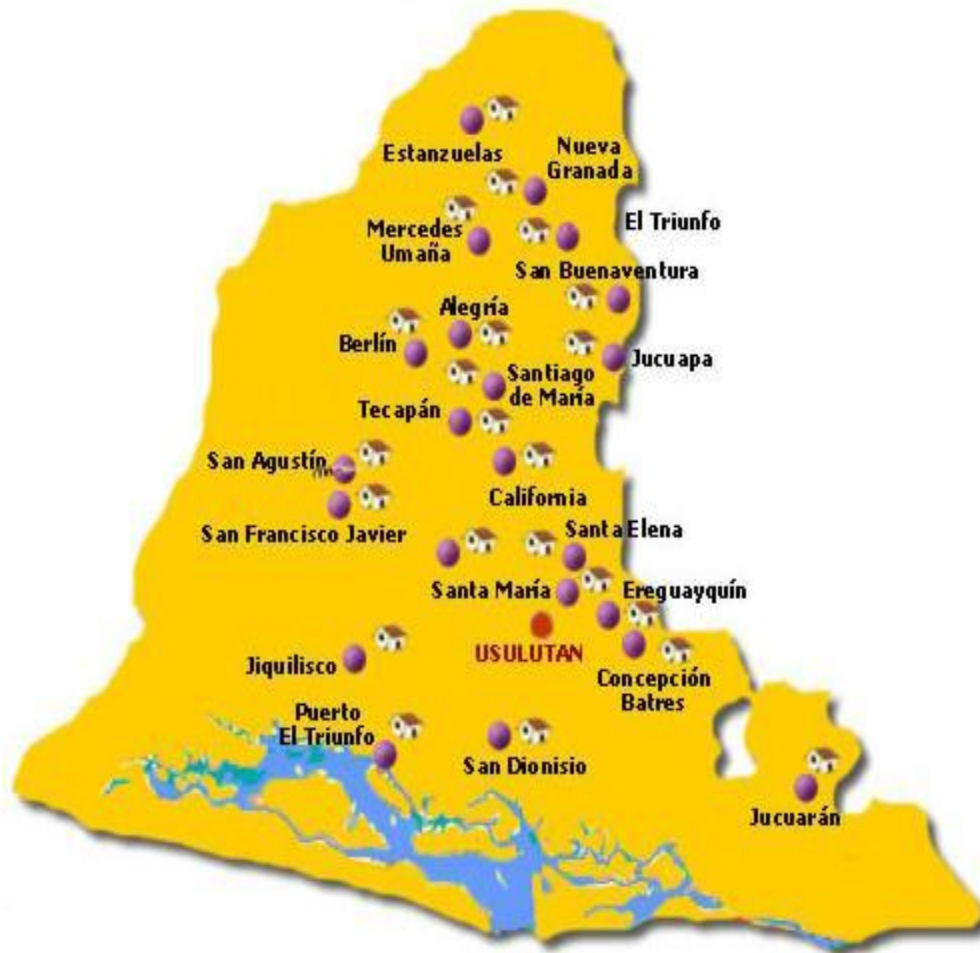 Estanzuelas
Nueva
Granada
El Triunfo
Mercedes
Umaña
San Buenaventura
Alegría
Berlín
Jucuapa
Santiago
de María
Tecapán
San Agustín
California
San Francisco Javier
Santa Elena
Santa María
Ereguayquín
USULUTAN
Jiquilisco
Concepción
Batres
Puerto
El Triunfo
San Dionisio
Jucuarán